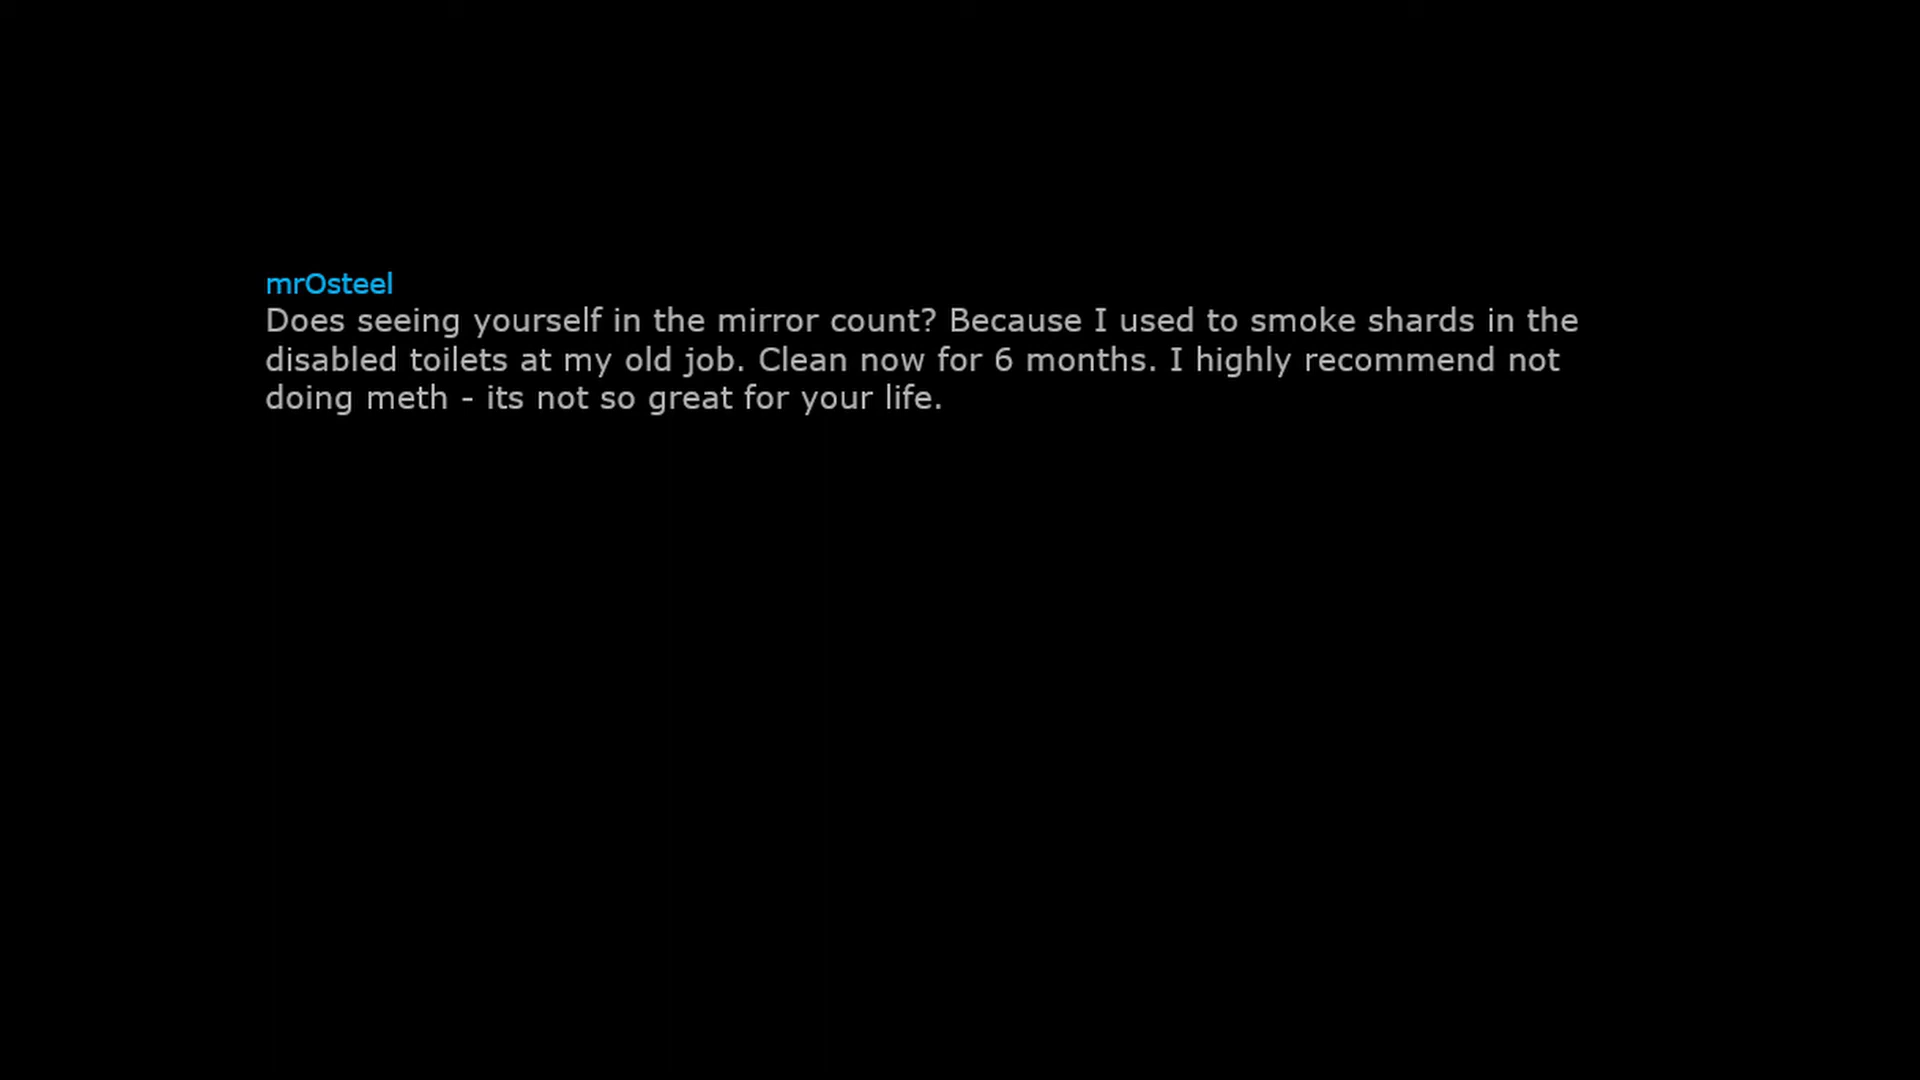 mrOsteel
Does seeing yourself in the mirror count? Because I used to smoke shards in the
disabled toilets at my old job. Clean now for 6 months. I highly recommend not
doing meth - its not so great for your life.